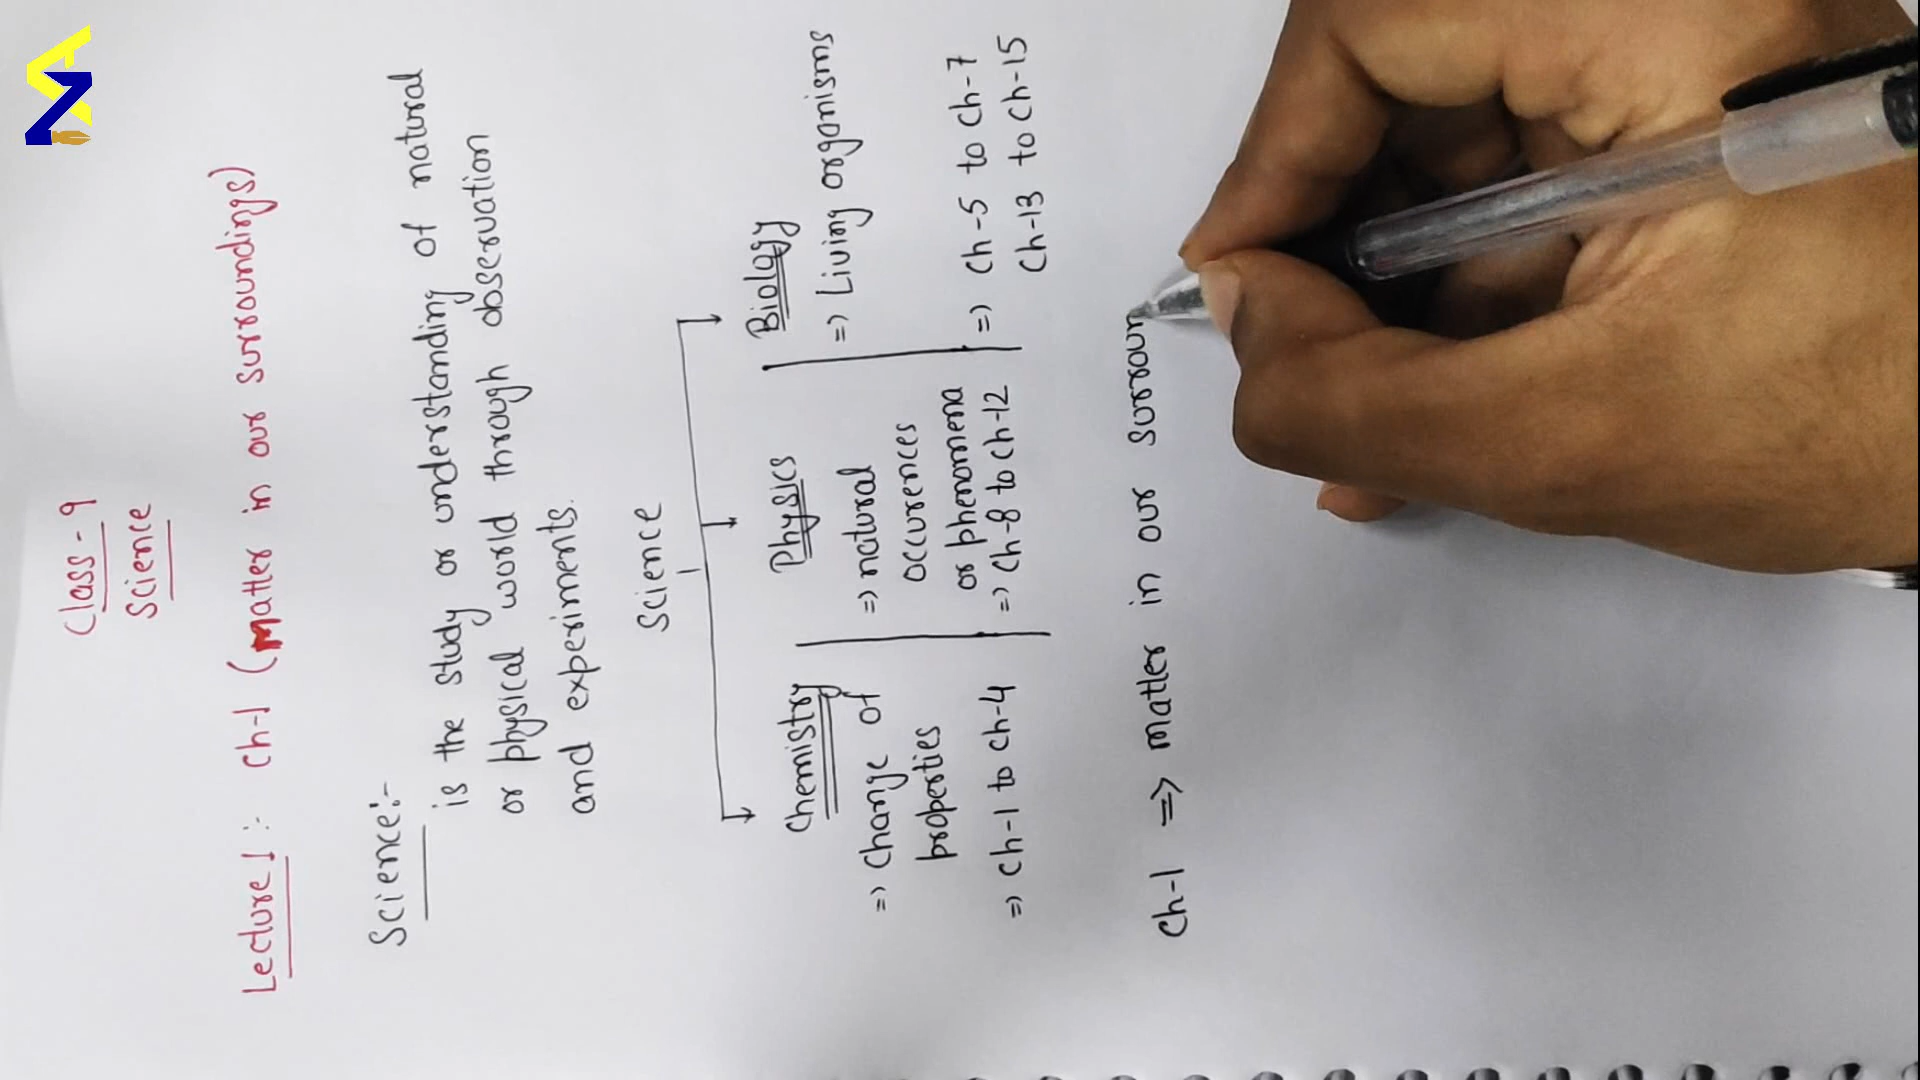 Class - 9
Science
Lecture 1 :- Ch-1 (Matter in our surroundings)
Science:-
is the study or understanding of natural
or physical world through observation
and experiments.
Science
Chemistry
=> Change of
properties
=> Ch-1 to Ch-4
Physics
=> natural
occurences
or phenomena
=> Ch-8 to Ch-12
Biology
=> Living organisms
=> Ch-5 to Ch-7
Ch-13 to Ch-15
Ch-1 => matter in our surroun